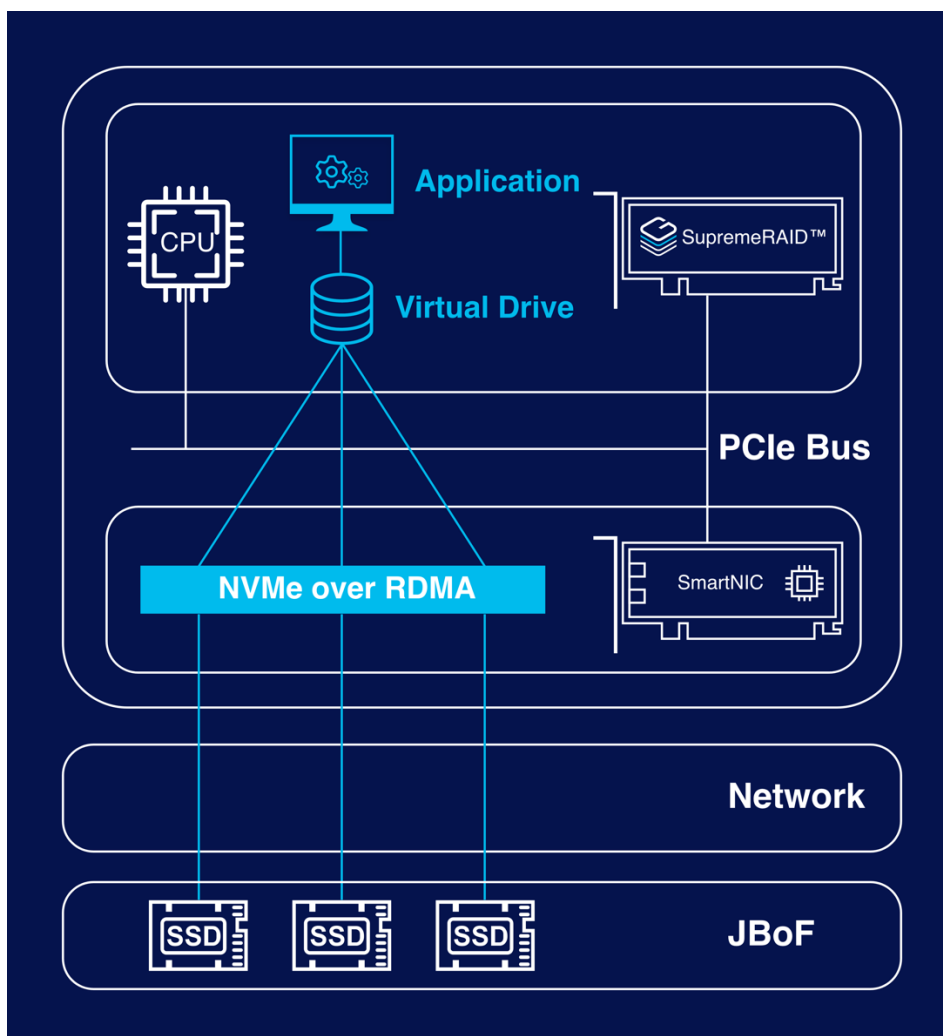 Application
CPU
SupremeRAID™
Virtual Drive
PCIe Bus
NVMe over RDMA
SmartNIC
Network
SSD
SSD
SSD
JBoF